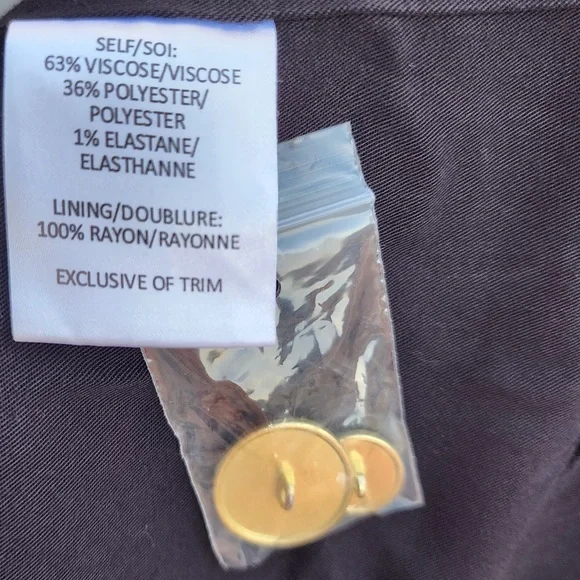 SELF/SOI:
63% VISCOSE/VISCOSE
36% POLYESTER/
POLYESTER
1% ELASTANE/
ELASTHANNE
LINING/DOUBLURE:
100% RAYON/RAYONNE
EXCLUSIVE OF TRIM